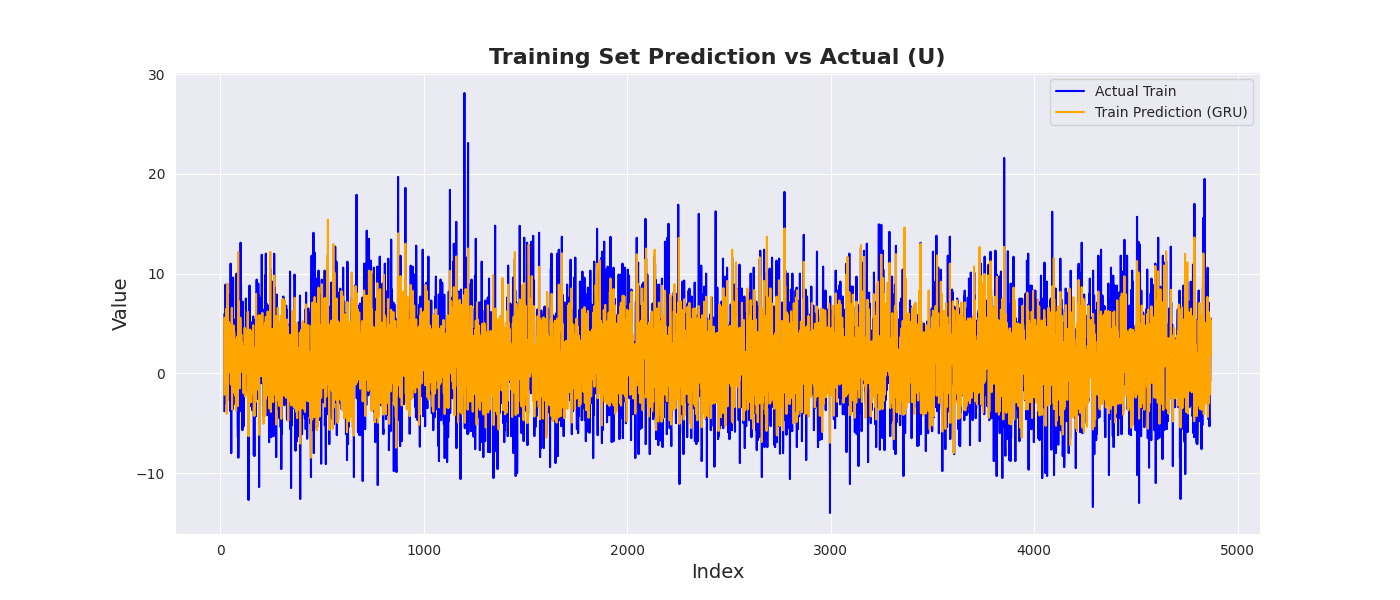 Training Set Prediction vs Actual (U)
30
20
10
0
−10
Value
Actual Train
Train Prediction (GRU)
0
1000
2000
3000
4000
5000
Index